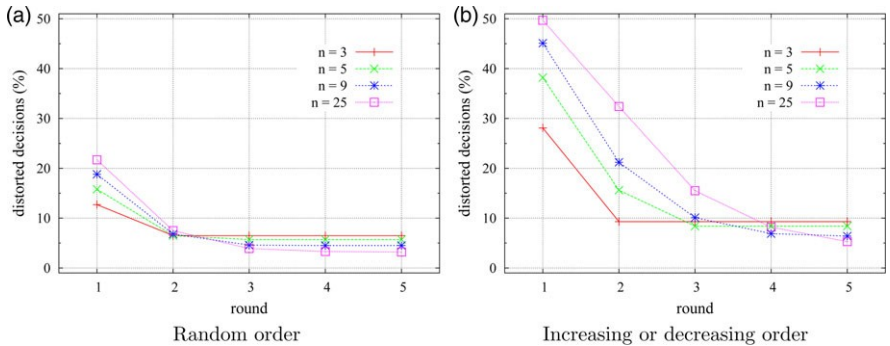 (a)
50
40
30
20
10
0
distorted decisions (%)
n = 3
n = 5
n = 9
n = 25
1 2 3 4 5
round
Random order
(b)
50
40
30
20
10
0
distorted decisions (%)
n = 3
n = 5
n = 9
n = 25
1 2 3 4 5
round
Increasing or decreasing order